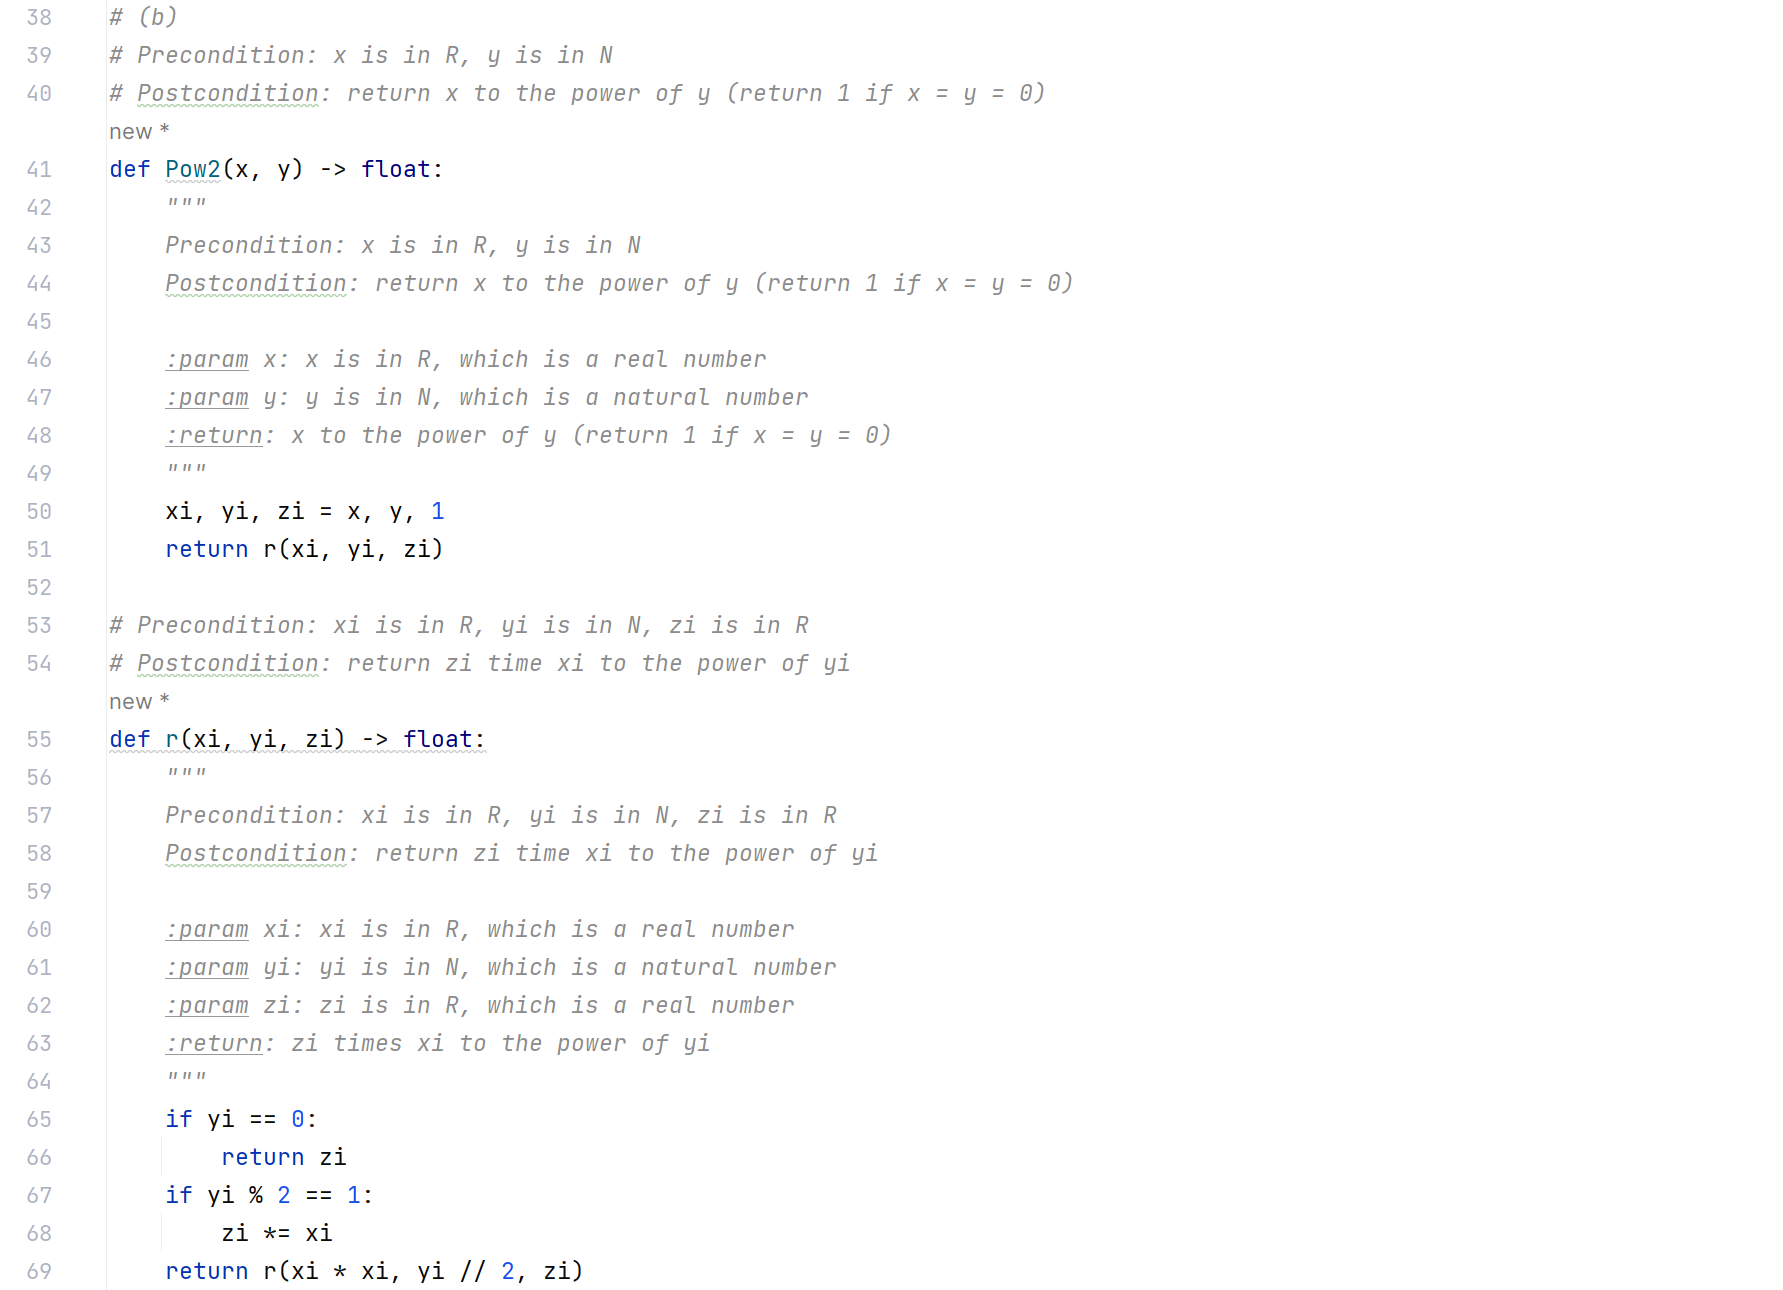 38 # (b)
39 # Precondition: x is in R, y is in N
40 # Postcondition: return x to the power of y (return 1 if x = y = 0)
new *
41 def Pow2(x, y) -> float:
42     """
43     Precondition: x is in R, y is in N
44     Postcondition: return x to the power of y (return 1 if x = y = 0)
45
46     :param x: x is in R, which is a real number
47     :param y: y is in N, which is a natural number
48     :return: x to the power of y (return 1 if x = y = 0)
49     """
50     xi, yi, zi = x, y, 1
51     return r(xi, yi, zi)
52
53 # Precondition: xi is in R, yi is in N, zi is in R
54 # Postcondition: return zi time xi to the power of yi
new *
55 def r(xi, yi, zi) -> float:
56     """
57     Precondition: xi is in R, yi is in N, zi is in R
58     Postcondition: return zi time xi to the power of yi
59
60     :param xi: xi is in R, which is a real number
61     :param yi: yi is in N, which is a natural number
62     :param zi: zi is in R, which is a real number
63     :return: zi times xi to the power of yi
64     """
65     if yi == 0:
66         return zi
67     if yi % 2 == 1:
68         zi *= xi
69     return r(xi * xi, yi // 2, zi)